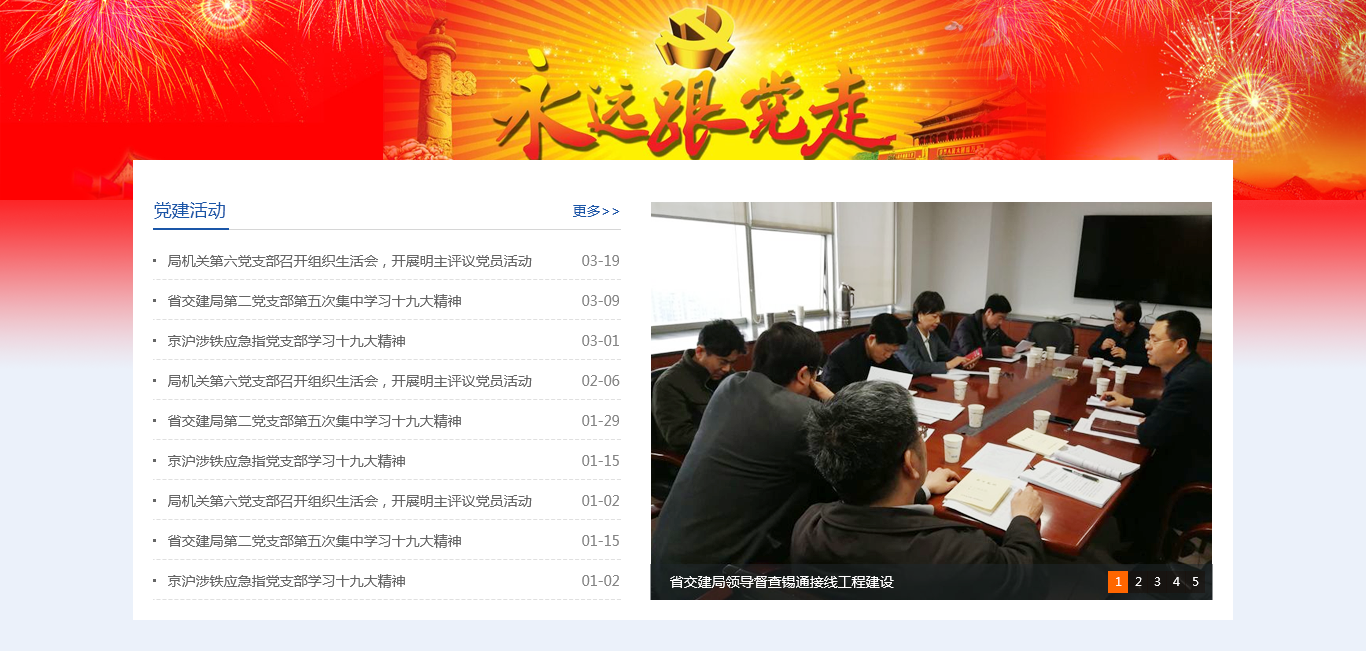 永远跟党走
党建活动 更多>>
局机关第六党支部召开组织生活会，开展明主评议党员活动 03-19
省交建局第二党支部第五次集中学习十九大精神 03-09
京沪涉铁应急指党支部学习十九大精神 03-01
局机关第六党支部召开组织生活会，开展明主评议党员活动 02-06
省交建局第二党支部第五次集中学习十九大精神 01-29
京沪涉铁应急指党支部学习十九大精神 01-15
局机关第六党支部召开组织生活会，开展明主评议党员活动 01-02
省交建局第二党支部第五次集中学习十九大精神 01-15
京沪涉铁应急指党支部学习十九大精神 01-02
省交建局领导督查锡通接线工程建设 1 2 3 4 5